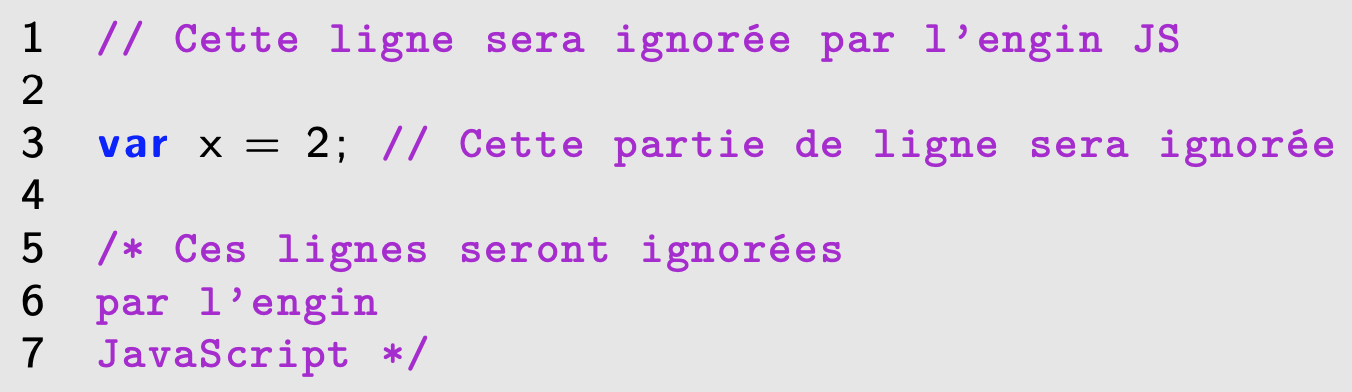 1 // Cette ligne sera ignorée par l'engin JS
2
3 var x = 2; // Cette partie de ligne sera ignorée
4
5 /* Ces lignes seront ignorées
6 par l'engin
7 JavaScript */